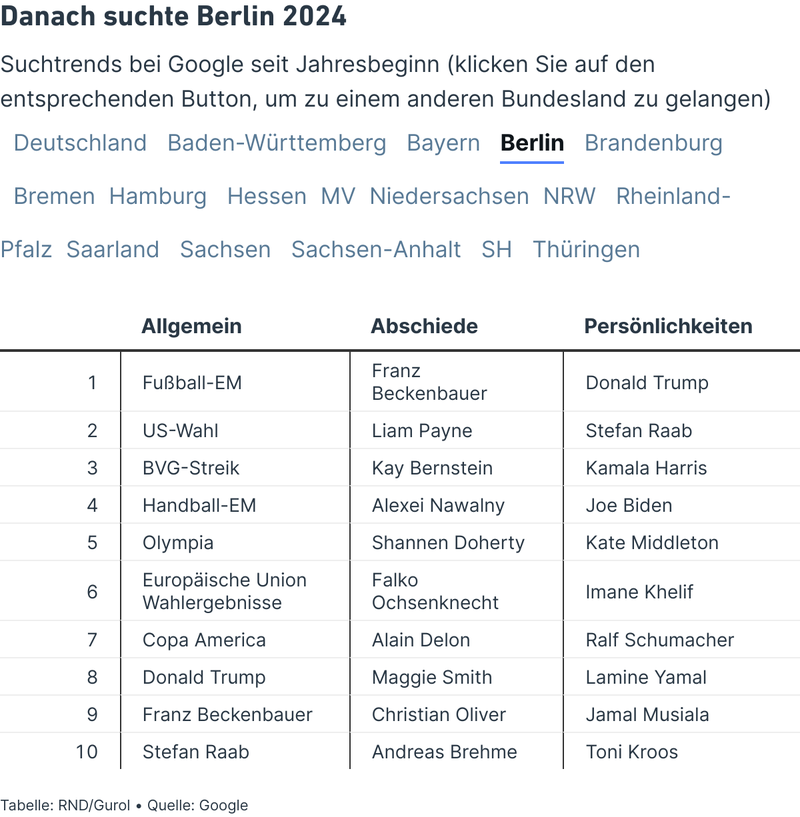 Danach suchte Berlin 2024
Suchtrends bei Google seit Jahresbeginn (klicken Sie auf den
entsprechenden Button, um zu einem anderen Bundesland zu gelangen)
Deutschland Baden-Württemberg Bayern Berlin Brandenburg
Bremen Hamburg Hessen MV Niedersachsen NRW Rheinland-
Pfalz Saarland Sachsen Sachsen-Anhalt SH Thüringen
Allgemein Abschiede Persönlichkeiten
1 Fußball-EM Franz Beckenbauer Donald Trump
2 US-Wahl Liam Payne Stefan Raab
3 BVG-Streik Kay Bernstein Kamala Harris
4 Handball-EM Alexei Nawalny Joe Biden
5 Olympia Shannen Doherty Kate Middleton
6 Europäische Union Wahlergebnisse Falko Ochsenknecht Imane Khelif
7 Copa America Alain Delon Ralf Schumacher
8 Donald Trump Maggie Smith Lamine Yamal
9 Franz Beckenbauer Christian Oliver Jamal Musiala
10 Stefan Raab Andreas Brehme Toni Kroos
Tabelle: RND/Gurol • Quelle: Google